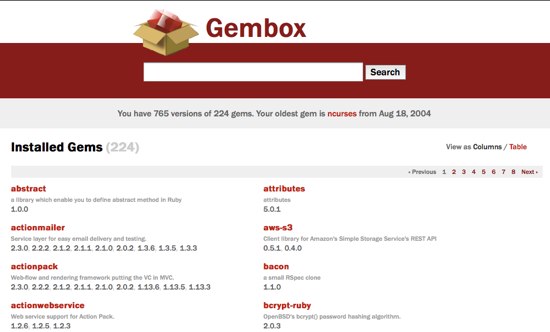 Gembox
Search
You have 765 versions of 224 gems. Your oldest gem is ncurses from Aug 18, 2004
Installed Gems (224)
View as Columns / Table
‹ Previous 1 2 3 4 5 6 7 8 Next ›
abstract
a library which enable you to define abstract method in Ruby
1.0.0
actionmailer
Service layer for easy email delivery and testing.
2.3.0 2.2.2 2.1.2 2.1.1 2.1.0 2.0.2 1.3.6 1.3.5 1.3.3
actionpack
Web-flow and rendering framework putting the VC in MVC.
2.3.0 2.2.2 2.1.2 2.1.1 2.1.0 2.0.2 1.13.6 1.13.5 1.13.3
actionwebservice
Web service support for Action Pack.
1.2.6 1.2.5 1.2.3
attributes
attributes
5.0.1
aws-s3
Client library for Amazon's Simple Storage Service's REST API
0.5.1 0.4.0
bacon
a small RSpec clone
1.1.0
bcrypt-ruby
OpenBSD's bcrypt() password hashing algorithm.
2.0.3